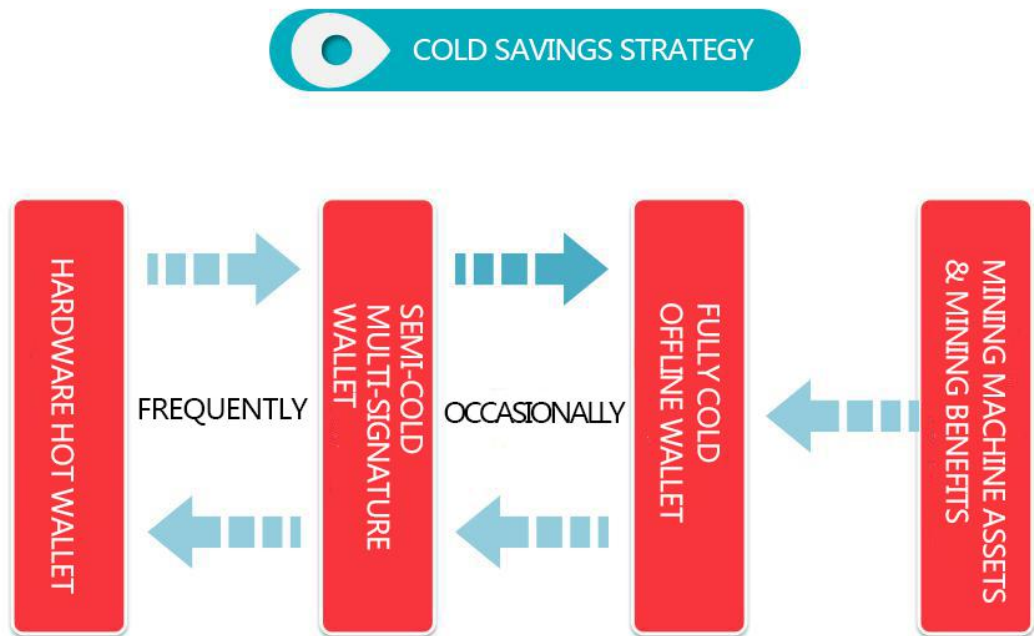 COLD SAVINGS STRATEGY
HARDWARE HOT WALLET
FREQUENTLY
SEMI-COLD
MULTI-SIGNATURE
WALLET
OCCASIONALLY
FULLY COLD
OFFLINE WALLET
MINING MACHINE ASSETS
& MINING BENEFITS